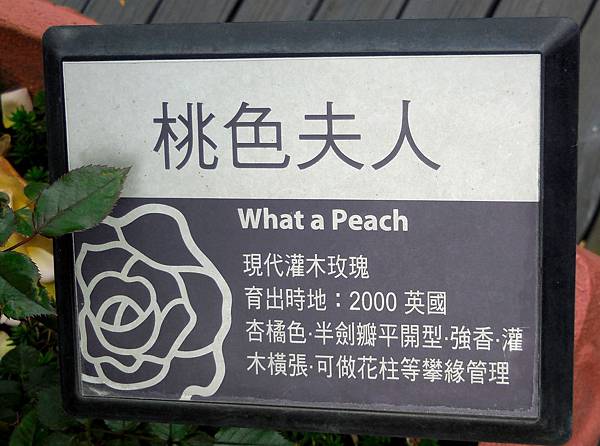 桃色夫人
What a Peach
現代灌木玫瑰
育出時地：2000 英國
杏橘色·半劍瓣平開型·強香·灌
木橫張·可做花柱等攀緣管理